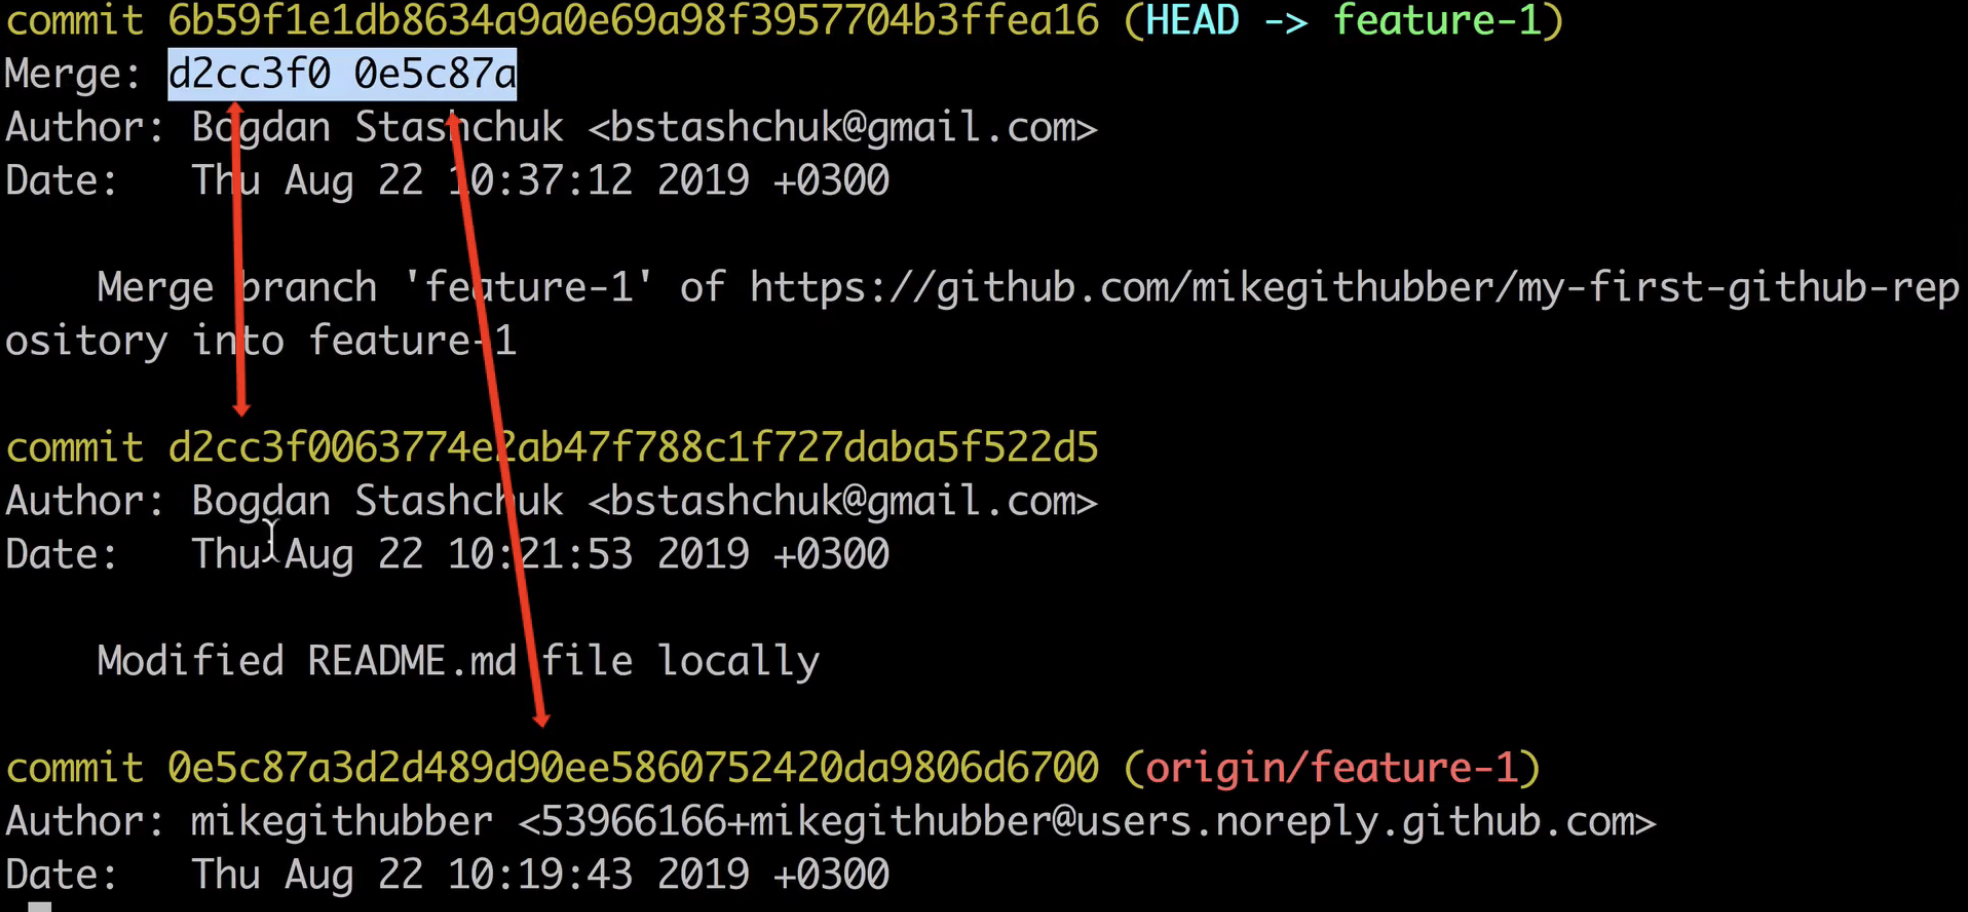 commit 6b59f1e1db8634a9a0e69a98f3957704b3ffea16 (HEAD -> feature-1)
Merge: d2cc3f0 0e5c87a
Author: Bogdan Stashchuk <bstashchuk@gmail.com>
Date:   Thu Aug 22 10:37:12 2019 +0300
    Merge branch 'feature-1' of https://github.com/mikegithubber/my-first-github-rep
ository into feature-1
commit d2cc3f0063774e2ab47f788c1f727daba5f522d5
Author: Bogdan Stashchuk <bstashchuk@gmail.com>
Date:   Thu Aug 22 10:21:53 2019 +0300
    Modified README.md file locally
commit 0e5c87a3d2d489d90ee5860752420da9806d6700 (origin/feature-1)
Author: mikegithubber <53966166+mikegithubber@users.noreply.github.com>
Date:   Thu Aug 22 10:19:43 2019 +0300